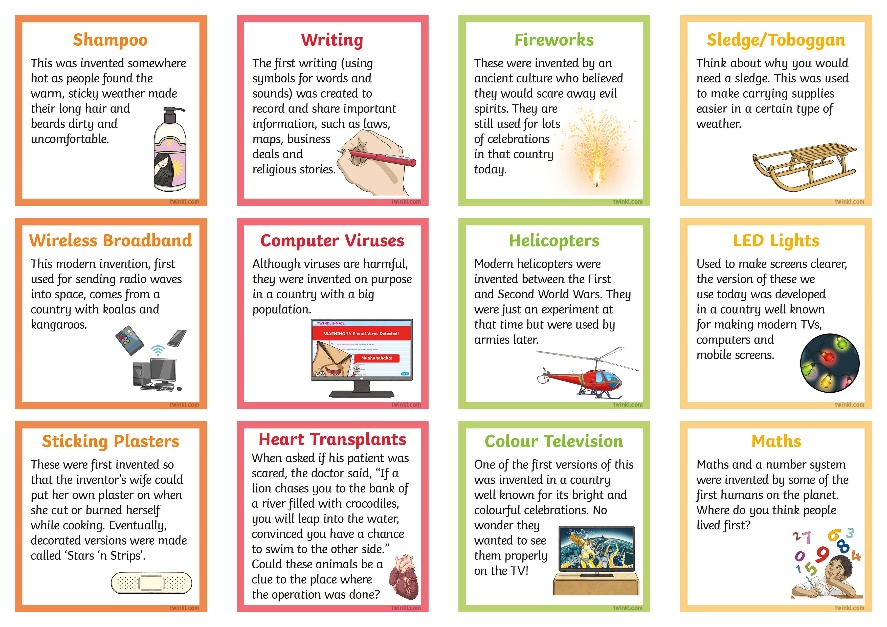 Shampoo
This was invented somewhere
hot as people found the
warm, sticky weather made
their long hair and
beards dirty and
uncomfortable.
twinkl.com
Writing
The first writing (using
symbols for words and
sounds) was created to
record and share important
information, such as laws,
maps, business
deals and
religious stories.
twinkl.com
Fireworks
These were invented by an
ancient culture who believed
they would scare away evil
spirits. They are
still used for lots
of celebrations
in that country
today.
twinkl.com
Sledge/Toboggan
Think about why you would
need a sledge. This was used
to make carrying supplies
easier in a certain type of
weather.
twinkl.com
Wireless Broadband
This modern invention, first
used for sending radio waves
into space, comes from a
country with koalas and
kangaroos.
twinkl.com
Computer Viruses
Although viruses are harmful,
they were invented on purpose
in a country with a big
population.
twinkl.com
Helicopters
Modern helicopters were
invented between the First
and Second World Wars. They
were just an experiment at
that time but were used by
armies later.
twinkl.com
LED Lights
Used to make screens clearer,
the version of these we
use today was developed
in a country well known
for making modern TVs,
computers and
mobile screens.
twinkl.com
Sticking Plasters
These were first invented so
that the inventor's wife could
put her own plaster on when
she cut or burned herself
while cooking. Eventually,
decorated versions were made
called ‘Stars ’n Strips’.
twinkl.com
Heart Transplants
When asked if his patient was
scared, the doctor said, “If a
lion chases you to the bank of
a river filled with crocodiles,
you will leap into the water,
convinced you have a chance
to swim to the other side.”
Could these animals be a
clue to the place where
the operation was done?
twinkl.com
Colour Television
One of the first versions of this
was invented in a country
well known for its bright and
colourful celebrations. No
wonder they
wanted to see
them properly
on the TV!
twinkl.com
Maths
Maths and a number system
were invented by some of the
first humans on the planet.
Where do you think people
lived first?
twinkl.com